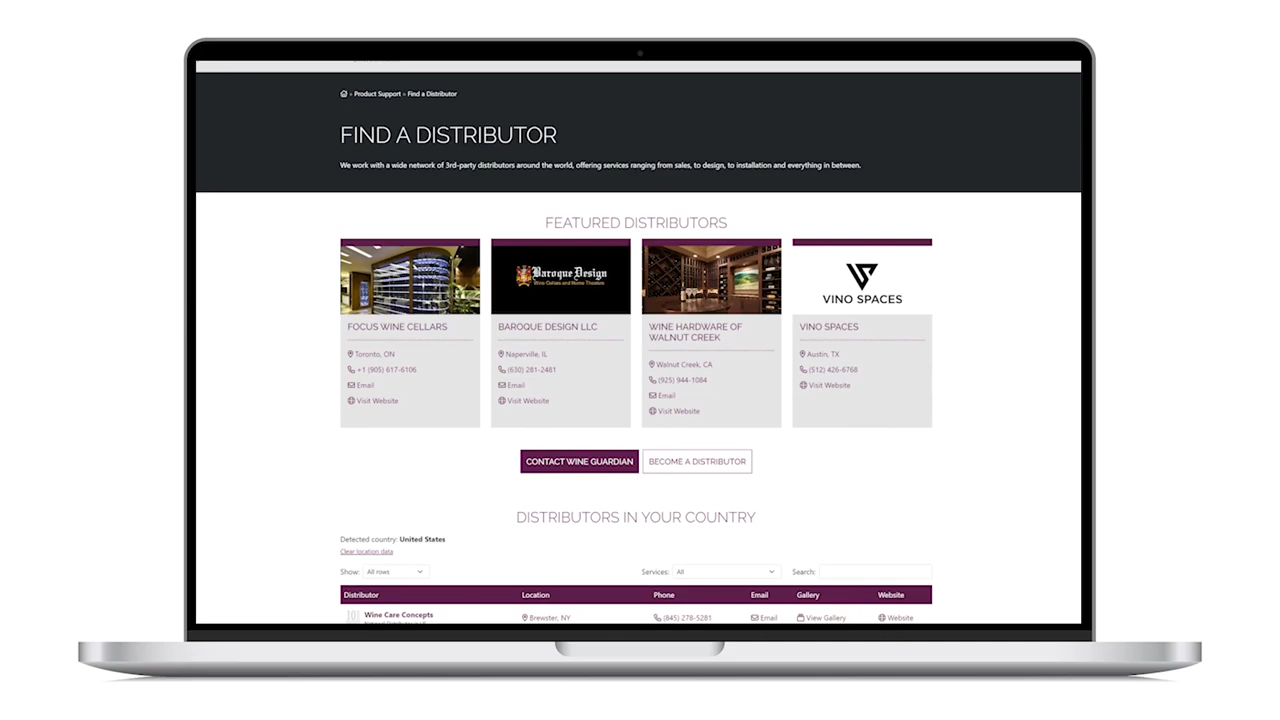 Product Support » Find a Distributor
FIND A DISTRIBUTOR
We work with a wide network of 3rd-party distributors around the world, offering services ranging from sales, to design, to installation and everything in between.
FEATURED DISTRIBUTORS
Baroque Design
Wine Cellars and Home Theaters
VINO SPACES
FOCUS WINE CELLARS
Toronto, ON
+1 (905) 617-6106
Email
Visit Website
BAROQUE DESIGN LLC
Naperville, IL
(630) 281-2481
Email
Visit Website
WINE HARDWARE OF
WALNUT CREEK
Walnut Creek, CA
(925) 944-1084
Email
Visit Website
VINO SPACES
Austin, TX
(512) 426-6768
Visit Website
CONTACT WINE GUARDIAN
BECOME A DISTRIBUTOR
DISTRIBUTORS IN YOUR COUNTRY
Detected country: United States
Clear location data
Show: All rows
Services: All
Search:
Distributor Location Phone Email Gallery Website
Wine Care Concepts Brewster, NY (845) 278-5281 Email View Gallery Website